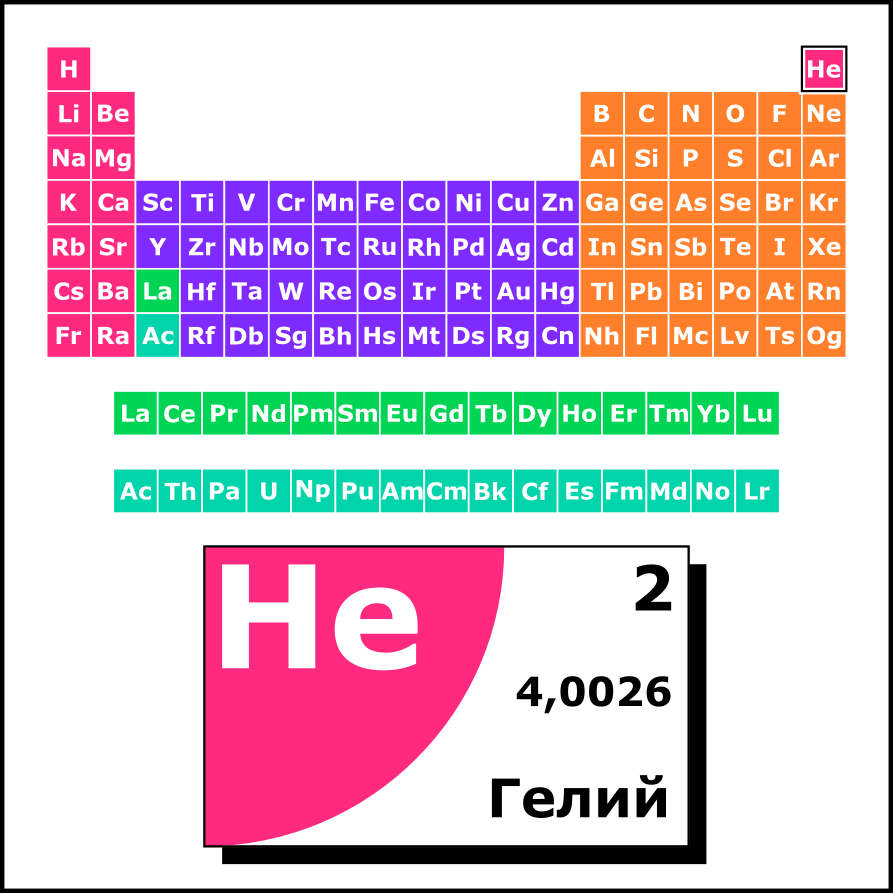 H He
Li Be B C N O F Ne
Na Mg Al Si P S Cl Ar
K Ca Sc Ti V Cr Mn Fe Co Ni Cu Zn Ga Ge As Se Br Kr
Rb Sr Y Zr Nb Mo Tc Ru Rh Pd Ag Cd In Sn Sb Te I Xe
Cs Ba La Hf Ta W Re Os Ir Pt Au Hg Tl Pb Bi Po At Rn
Fr Ra Ac Rf Db Sg Bh Hs Mt Ds Rg Cn Nh Fl Mc Lv Ts Og
La Ce Pr Nd Pm Sm Eu Gd Tb Dy Ho Er Tm Yb Lu
Ac Th Pa U Np Pu Am Cm Bk Cf Es Fm Md No Lr
He 2
4,0026
Гелий